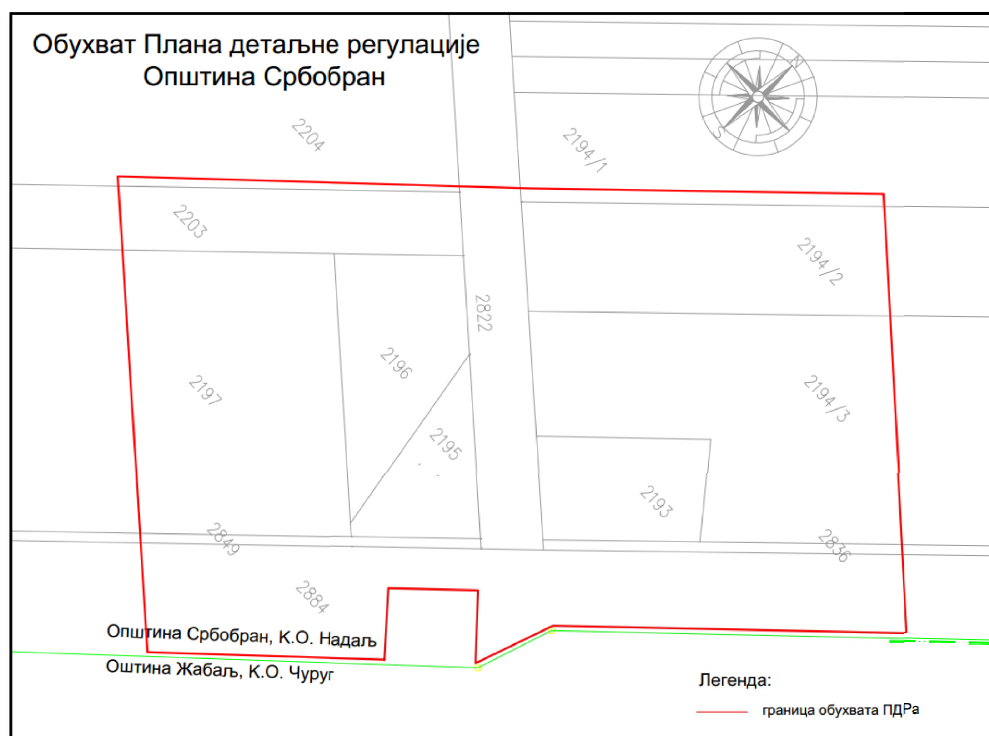 Обухват Плана детаљне регулације
Општина Србобран
N
S
2204
2194/1
2203
2194/2
2822
2196
2197
2194/3
2195
2193
2849
2836
2884
Општина Србобран, К.О. Надаљ
Оштина Жабаљ, К.О. Чуруг
Легенда:
граница обухвата ПДРа